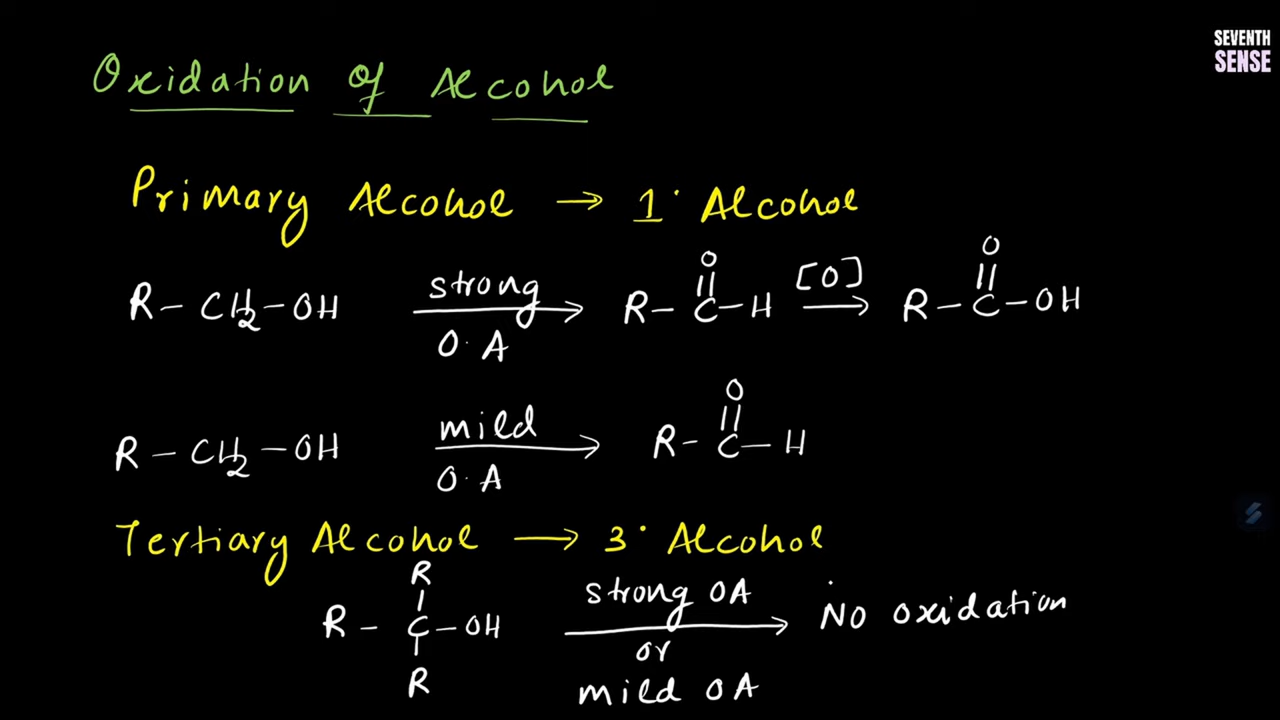 SEVENTH
SENSE
Oxidation of Alcohol
Primary Alcohol → 1° Alcohol
R-CH₂-OH strong O.A → R-C(=O)-H [O] → R-C(=O)-OH
R-CH₂-OH mild O.A → R-C(=O)-H
Tertiary Alcohol → 3° Alcohol
R
R-C-OH strong OA or mild OA → No oxidation
R